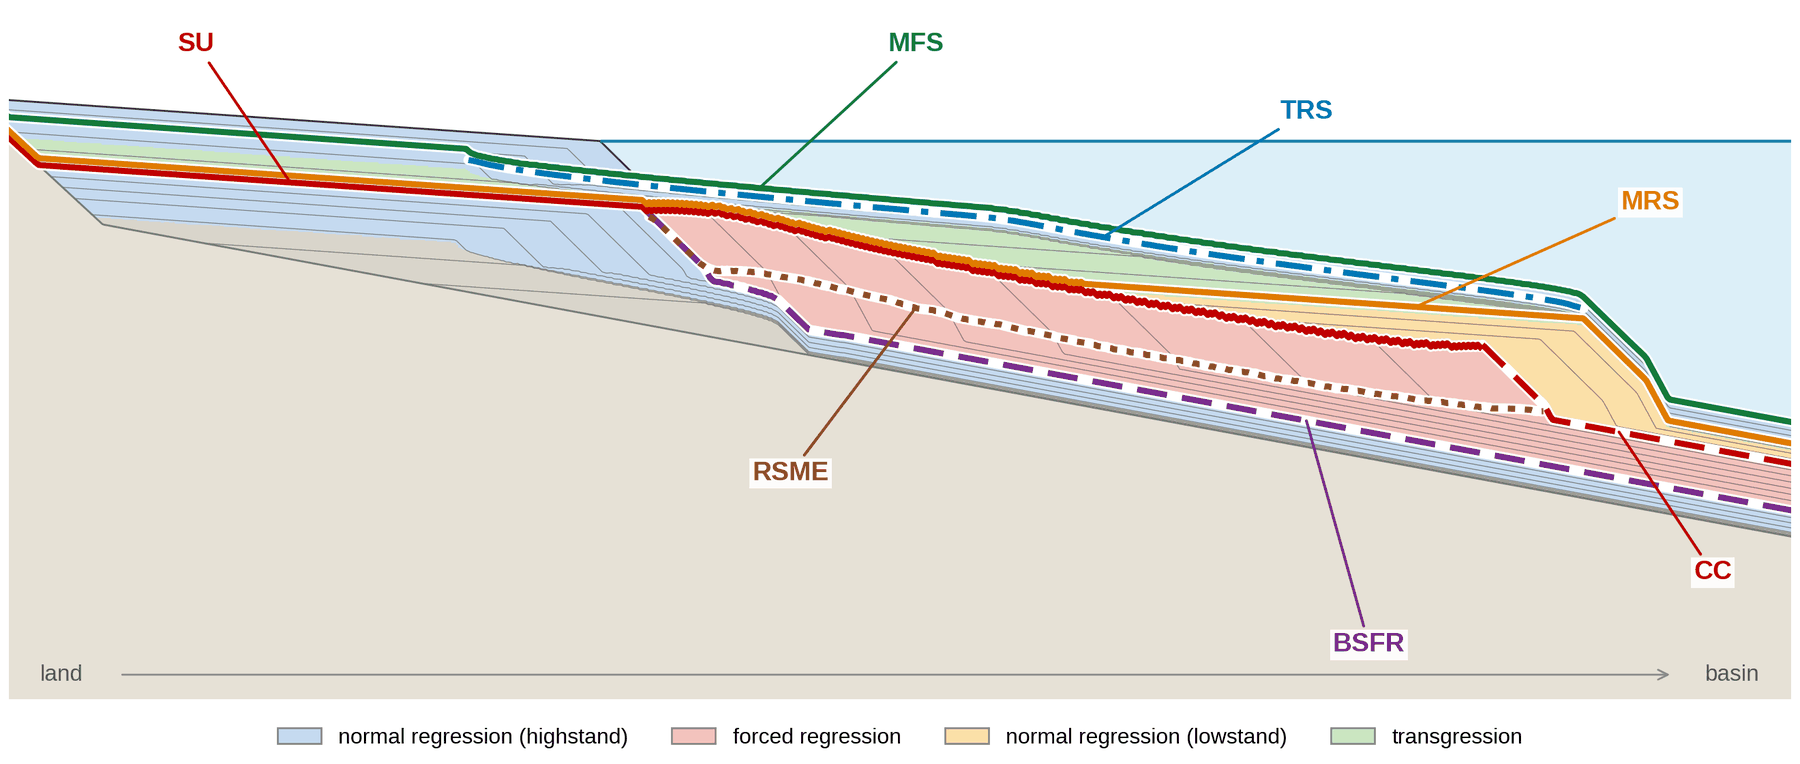 SU
MFS
TRS
MRS
RSME
CC
BSFR
land
basin
normal regression (highstand)
forced regression
normal regression (lowstand)
transgression